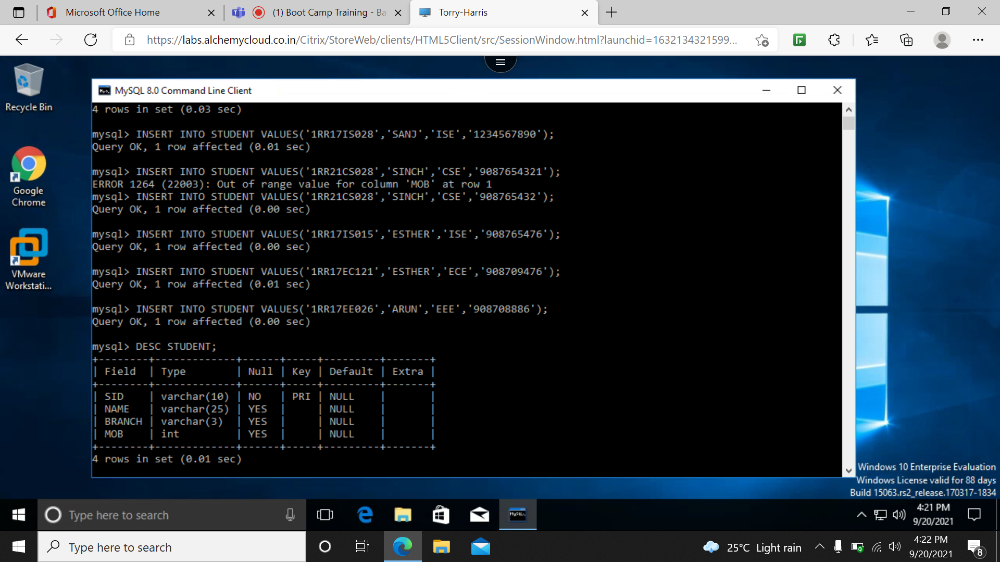 Microsoft Office Home
(1) Boot Camp Training - Ba
Torry-Harris
https://labs.alchemycloud.co.in/Citrix/StoreWeb/clients/HTML5Client/src/SessionWindow.html?launchid=1632134321599...
Recycle Bin
Google
Chrome
VMware
Workstati...
MySQL 8.0 Command Line Client
4 rows in set (0.03 sec)
mysql> INSERT INTO STUDENT VALUES('1RR17IS028','SANJ','ISE','1234567890');
Query OK, 1 row affected (0.01 sec)
mysql> INSERT INTO STUDENT VALUES('1RR21CS028','SINCH','CSE','9087654321');
ERROR 1264 (22003): Out of range value for column 'MOB' at row 1
mysql> INSERT INTO STUDENT VALUES('1RR21CS028','SINCH','CSE','908765432');
Query OK, 1 row affected (0.00 sec)
mysql> INSERT INTO STUDENT VALUES('1RR17IS015','ESTHER','ISE','908765476');
Query OK, 1 row affected (0.00 sec)
mysql> INSERT INTO STUDENT VALUES('1RR17EC121','ESTHER','ECE','908709476');
Query OK, 1 row affected (0.01 sec)
mysql> INSERT INTO STUDENT VALUES('1RR17EE026','ARUN','EEE','908708886');
Query OK, 1 row affected (0.00 sec)
mysql> DESC STUDENT;
+--------+-------------+------+-----+---------+-------+
| Field  | Type        | Null | Key | Default | Extra |
+--------+-------------+------+-----+---------+-------+
| SID    | varchar(10) | NO   | PRI | NULL    |       |
| NAME   | varchar(25) | YES  |     | NULL    |       |
| BRANCH | varchar(3)  | YES  |     | NULL    |       |
| MOB    | int         | YES  |     | NULL    |       |
+--------+-------------+------+-----+---------+-------+
4 rows in set (0.01 sec)
Windows 10 Enterprise Evaluation
Windows License valid for 88 days
Build 15063.rs2_release.170317-1834
Type here to search
4:21 PM
9/20/2021
Type here to search
25°C Light rain
4:22 PM
9/20/2021
8